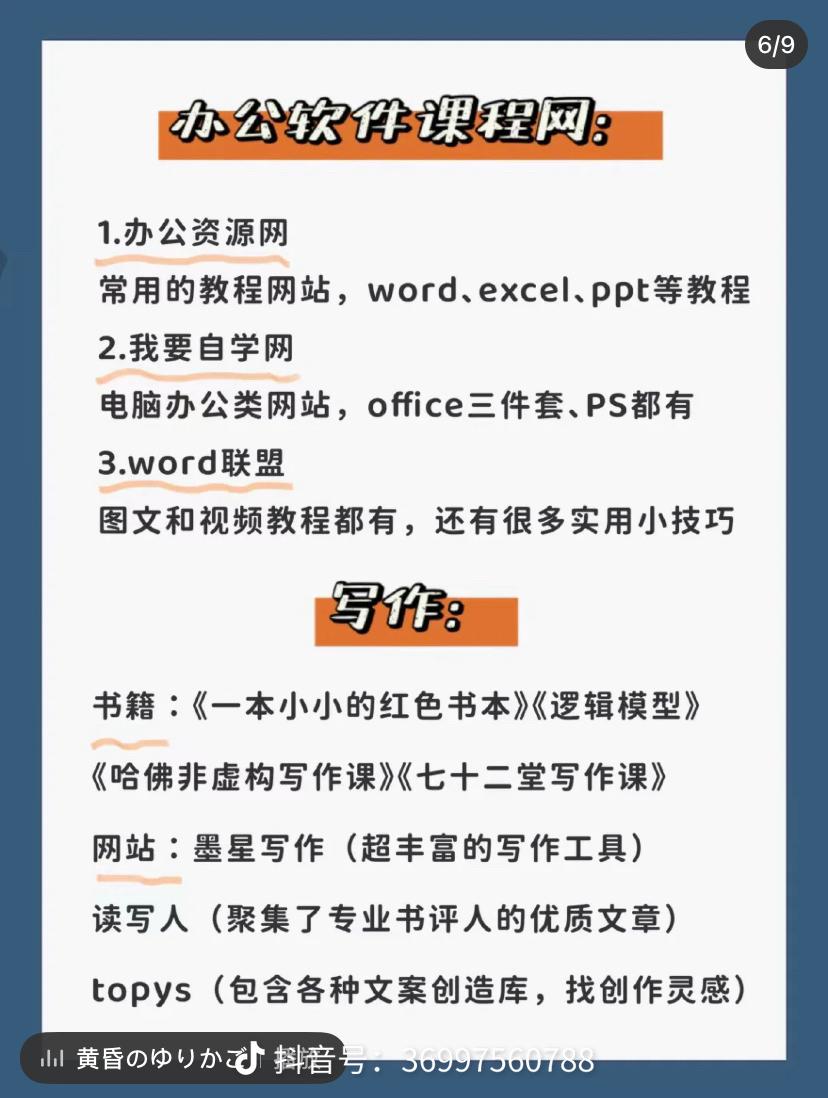 6/9
办公软件课程网:
1.办公资源网
常用的教程网站，word、excel、ppt等教程
2.我要自学网
电脑办公类网站，office三件套、PS都有
3.word联盟
图文和视频教程都有，还有很多实用小技巧
写作:
书籍：《一本小小的红色书本》《逻辑模型》
《哈佛非虚构写作课》《七十二堂写作课》
网站：墨星写作（超丰富的写作工具）
读写人（聚集了专业书评人的优质文章）
topys（包含各种文案创造库，找创作灵感）
黄昏のゆりかご
抖音号：36997560788